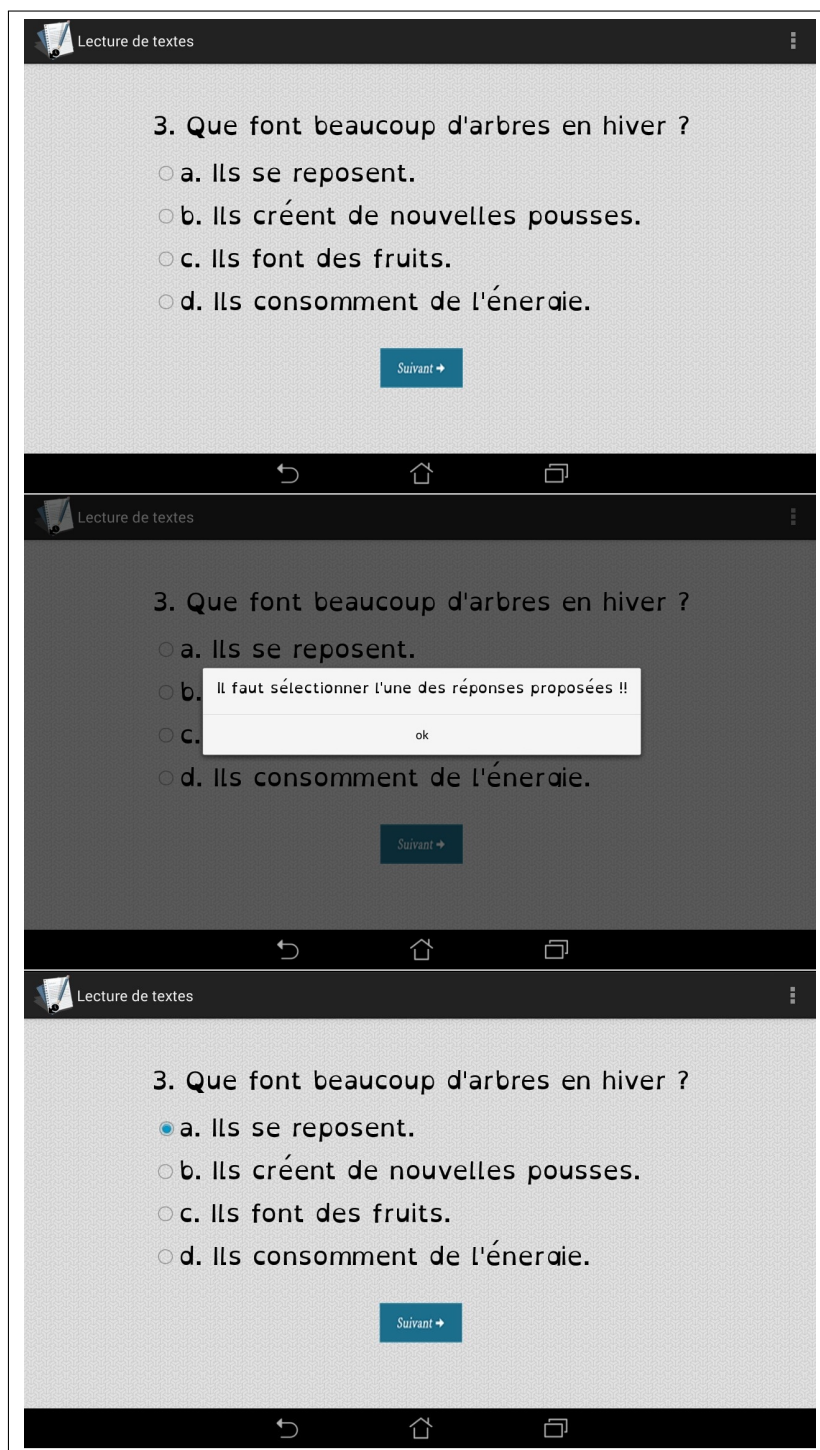 Lecture de textes
3. Que font beaucoup d'arbres en hiver ?
a. Ils se reposent.
b. Ils créent de nouvelles pousses.
c. Ils font des fruits.
d. Ils consomment de l'énergie.
Suivant
Lecture de textes
3. Que font beaucoup d'arbres en hiver ?
a. Ils se reposent.
b.
Il faut sélectionner l'une des réponses proposées !!
c.
ok
d. Ils consomment de l'énergie.
Suivant
Lecture de textes
3. Que font beaucoup d'arbres en hiver ?
a. Ils se reposent.
b. Ils créent de nouvelles pousses.
c. Ils font des fruits.
d. Ils consomment de l'énergie.
Suivant